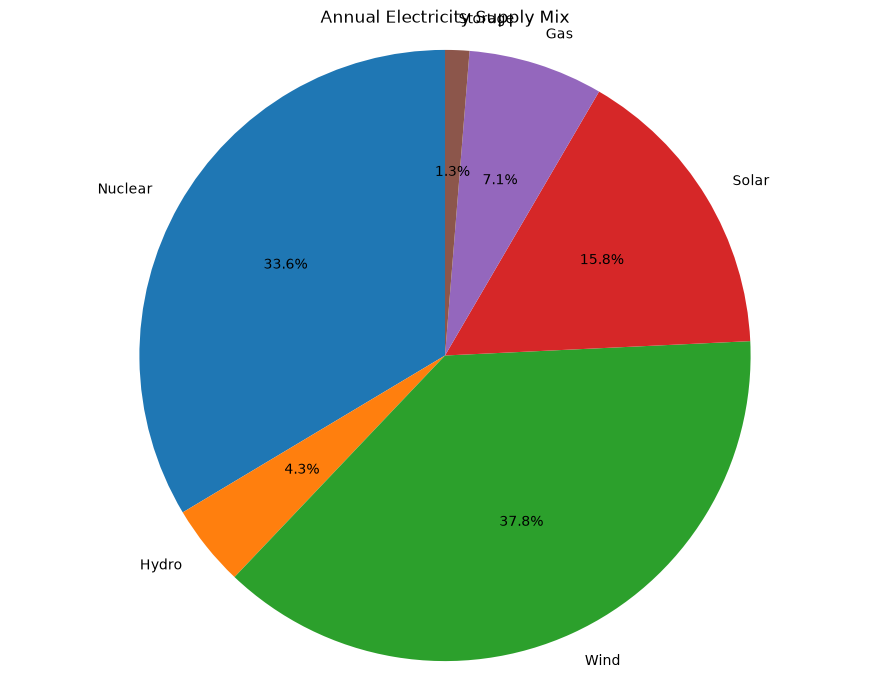 Annual Electricity Supply Mix
Storage
Gas
Solar
Nuclear
1.3%
7.1%
15.8%
33.6%
4.3%
37.8%
Hydro
Wind